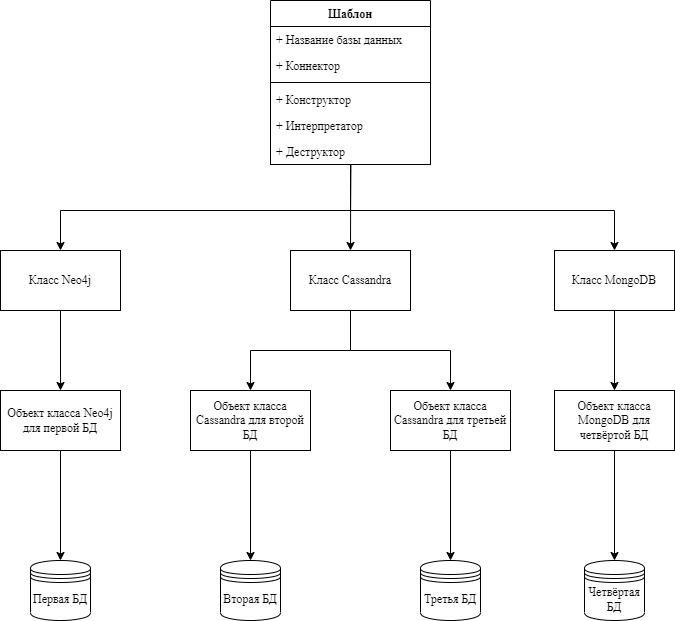 Шаблон
+ Название базы данных
+ Коннектор
+ Конструктор
+ Интерпретатор
+ Деструктор
Класс Neo4j
Класс Cassandra
Класс MongoDB
Объект класса Neo4j
для первой БД
Объект класса
Cassandra для второй
БД
Объект класса
Cassandra для третьей
БД
Объект класса
MongoDB для
четвёртой БД
Первая БД
Вторая БД
Третья БД
Четвёртая
БД